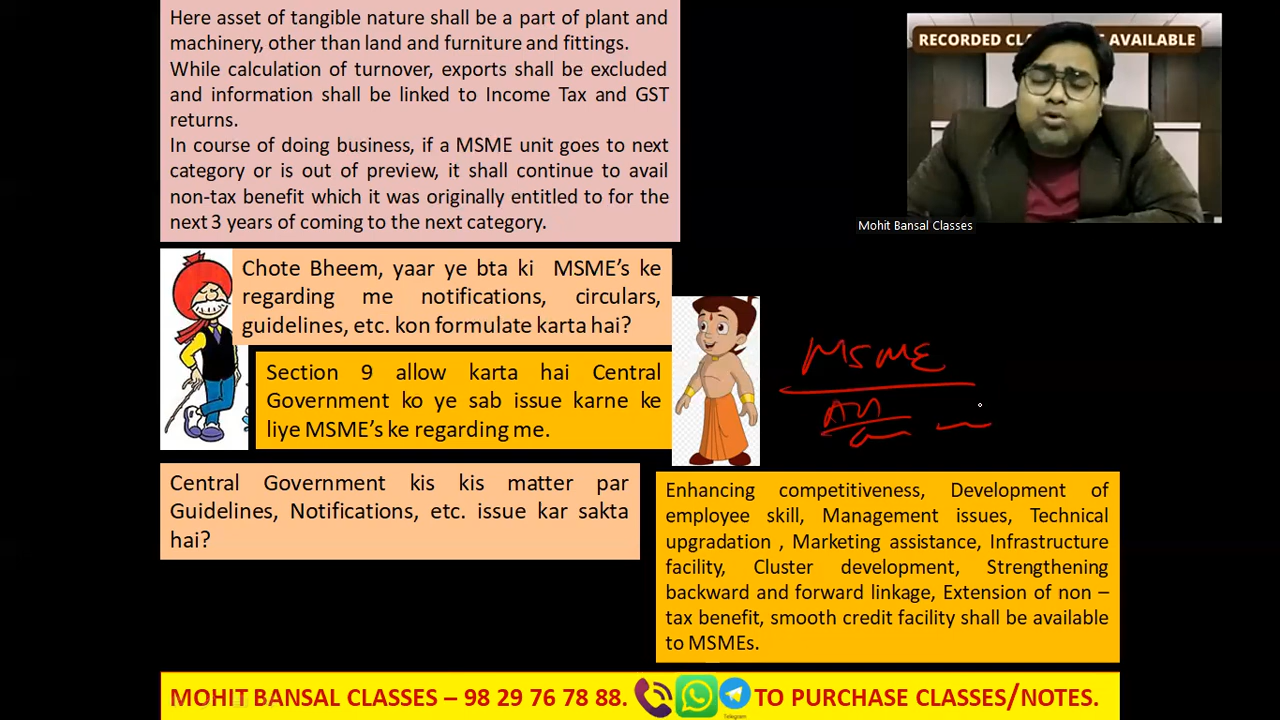 Here asset of tangible nature shall be a part of plant and
machinery, other than land and furniture and fittings.
While calculation of turnover, exports shall be excluded
and information shall be linked to Income Tax and GST
returns.
In course of doing business, if a MSME unit goes to next
category or is out of preview, it shall continue to avail
non-tax benefit which it was originally entitled to for the
next 3 years of coming to the next category.
RECORDED CLA
AVAILABLE
Mohit Bansal Classes
Chote Bheem, yaar ye bta ki MSME's ke
regarding me notifications, circulars,
guidelines, etc. kon formulate karta hai?
Section 9 allow karta hai Central
Government ko ye sab issue karne ke
liye MSME's ke regarding me.
MSME
Central Government kis kis matter par
Guidelines, Notifications, etc. issue kar sakta
hai?
Enhancing competitiveness, Development of
employee skill, Management issues, Technical
upgradation , Marketing assistance, Infrastructure
facility, Cluster development, Strengthening
backward and forward linkage, Extension of non –
tax benefit, smooth credit facility shall be available
to MSMEs.
MOHIT BANSAL CLASSES – 98 29 76 78 88.
Telegram
TO PURCHASE CLASSES/NOTES.